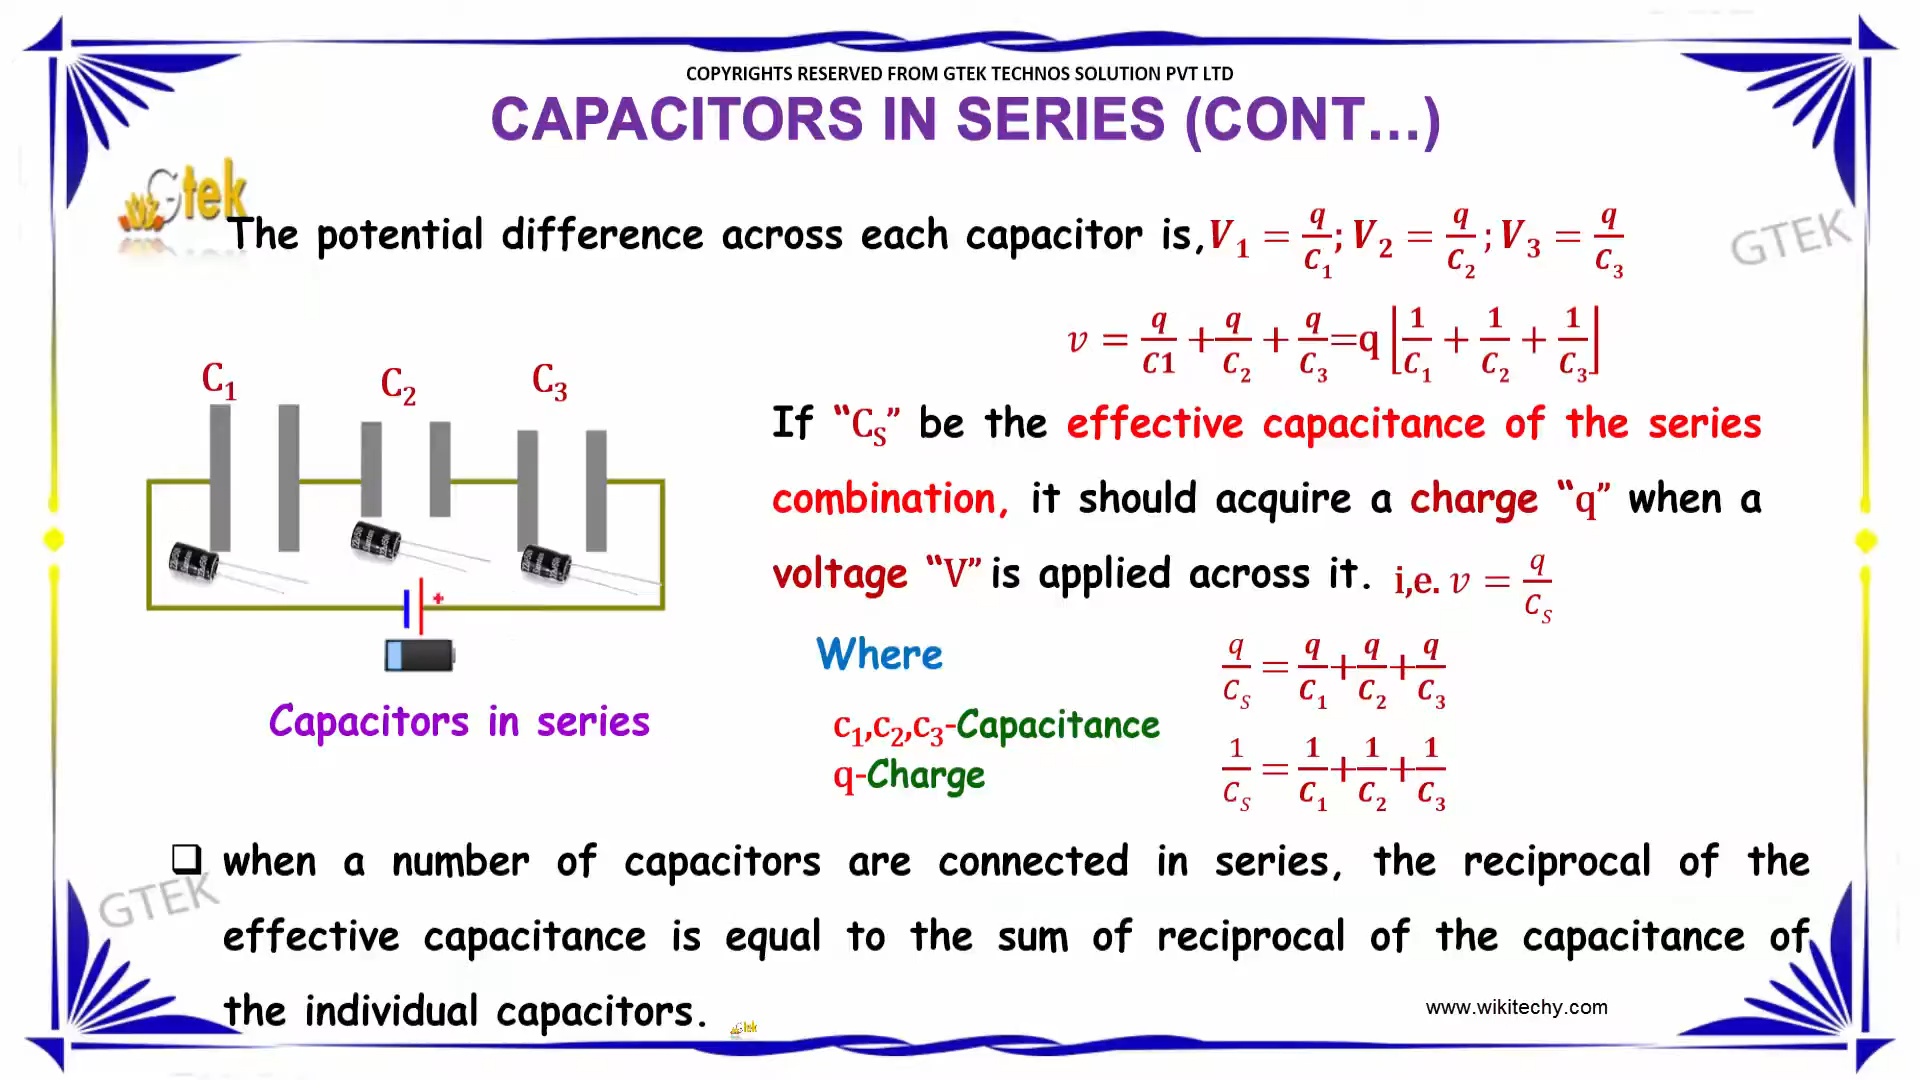 COPYRIGHTS RESERVED FROM GTEK TECHNOS SOLUTION PVT LTD
CAPACITORS IN SERIES (CONT...)
Gtek
The potential difference across each capacitor is, V₁ = q/C₁; V₂ = q/C₂; V₃ = q/C₃
GTEK
v = q/C1 + q/C₂ + q/C₃ = q ⌊1/C₁ + 1/C₂ + 1/C₃⌋
C₁ C₂ C₃
If “Cₛ” be the effective capacitance of the series
combination, it should acquire a charge “q” when a
voltage “V” is applied across it. i,e. v = q/Cₛ
+
Where
q/Cₛ = q/C₁ + q/C₂ + q/C₃
Capacitors in series
c₁,c₂,c₃-Capacitance
q-Charge
1/Cₛ = 1/C₁ + 1/C₂ + 1/C₃
❑ when a number of capacitors are connected in series, the reciprocal of the
GTEK
effective capacitance is equal to the sum of reciprocal of the capacitance of
the individual capacitors.
Gtek
www.wikitechy.com